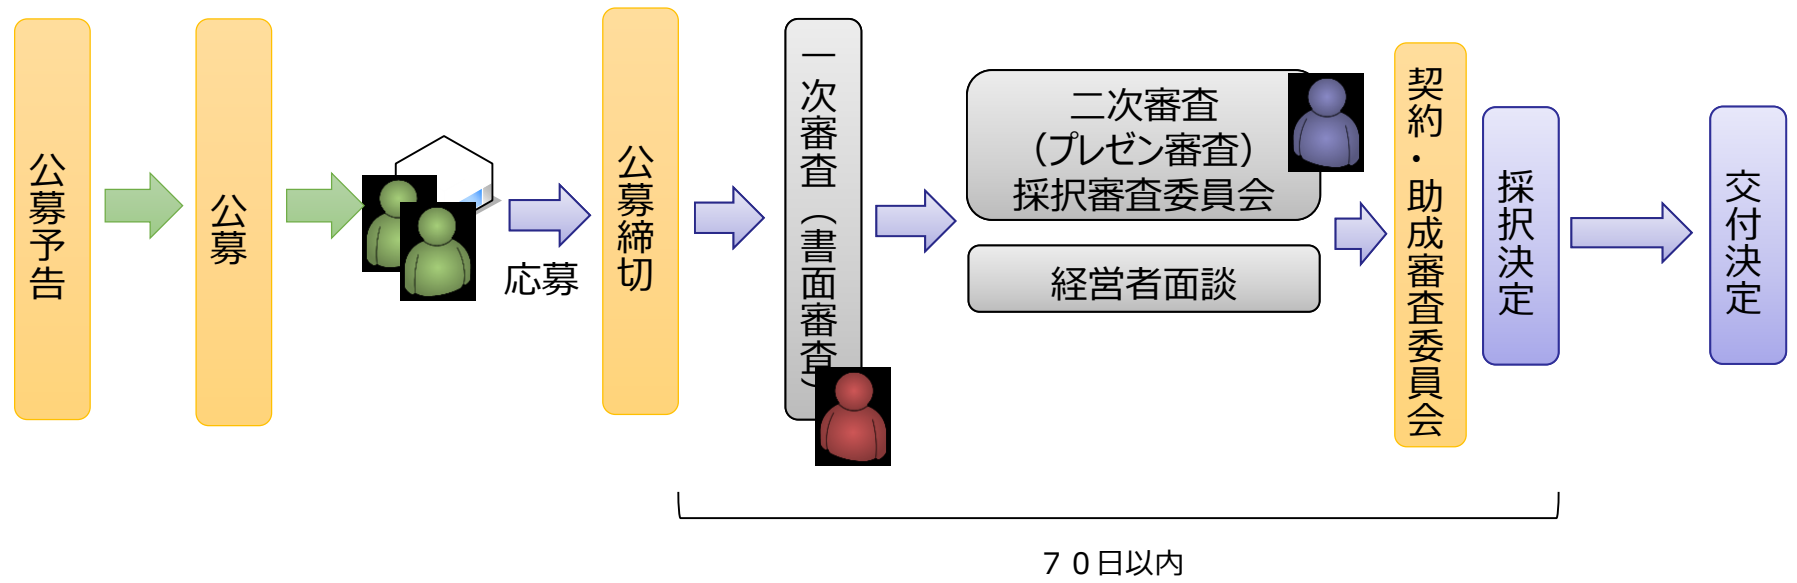 公募予告
公募
応募
公募締切
一次審査（書面審査）
二次審査
（プレゼン審査）
採択審査委員会
経営者面談
契約・助成審査委員会
採択決定
交付決定
７０日以内